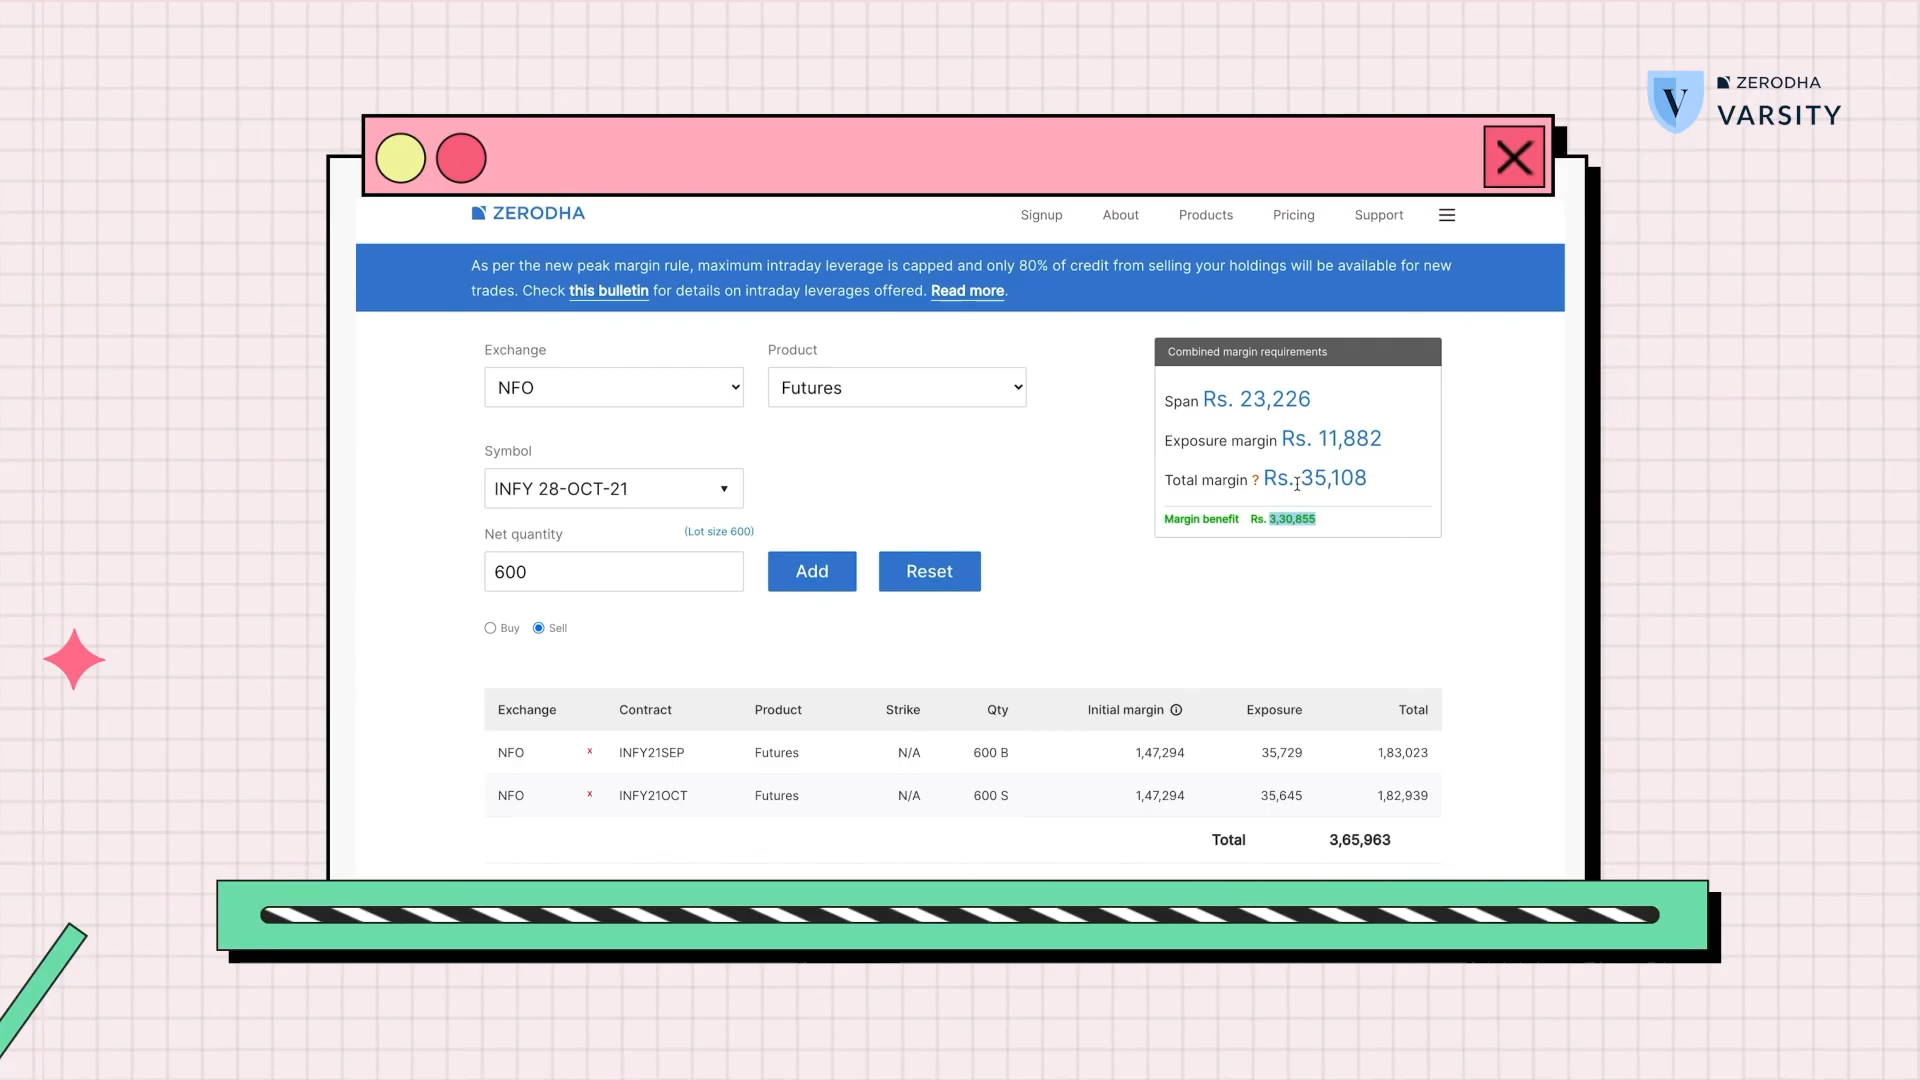 ZERODHA
VARSITY
ZERODHA
Signup About Products Pricing Support
As per the new peak margin rule, maximum intraday leverage is capped and only 80% of credit from selling your holdings will be available for new
trades. Check this bulletin for details on intraday leverages offered. Read more.
Exchange Product
NFO Futures
Symbol
INFY 28-OCT-21
Net quantity (Lot size 600)
600 Add Reset
Buy Sell
Combined margin requirements
Span Rs. 23,226
Exposure margin Rs. 11,882
Total margin ? Rs. 35,108
Margin benefit Rs. 3,30,855
Exchange Contract Product Strike Qty Initial margin Exposure Total
NFO x INFY21SEP Futures N/A 600 B 1,47,294 35,729 1,83,023
NFO x INFY21OCT Futures N/A 600 S 1,47,294 35,645 1,82,939
Total 3,65,963